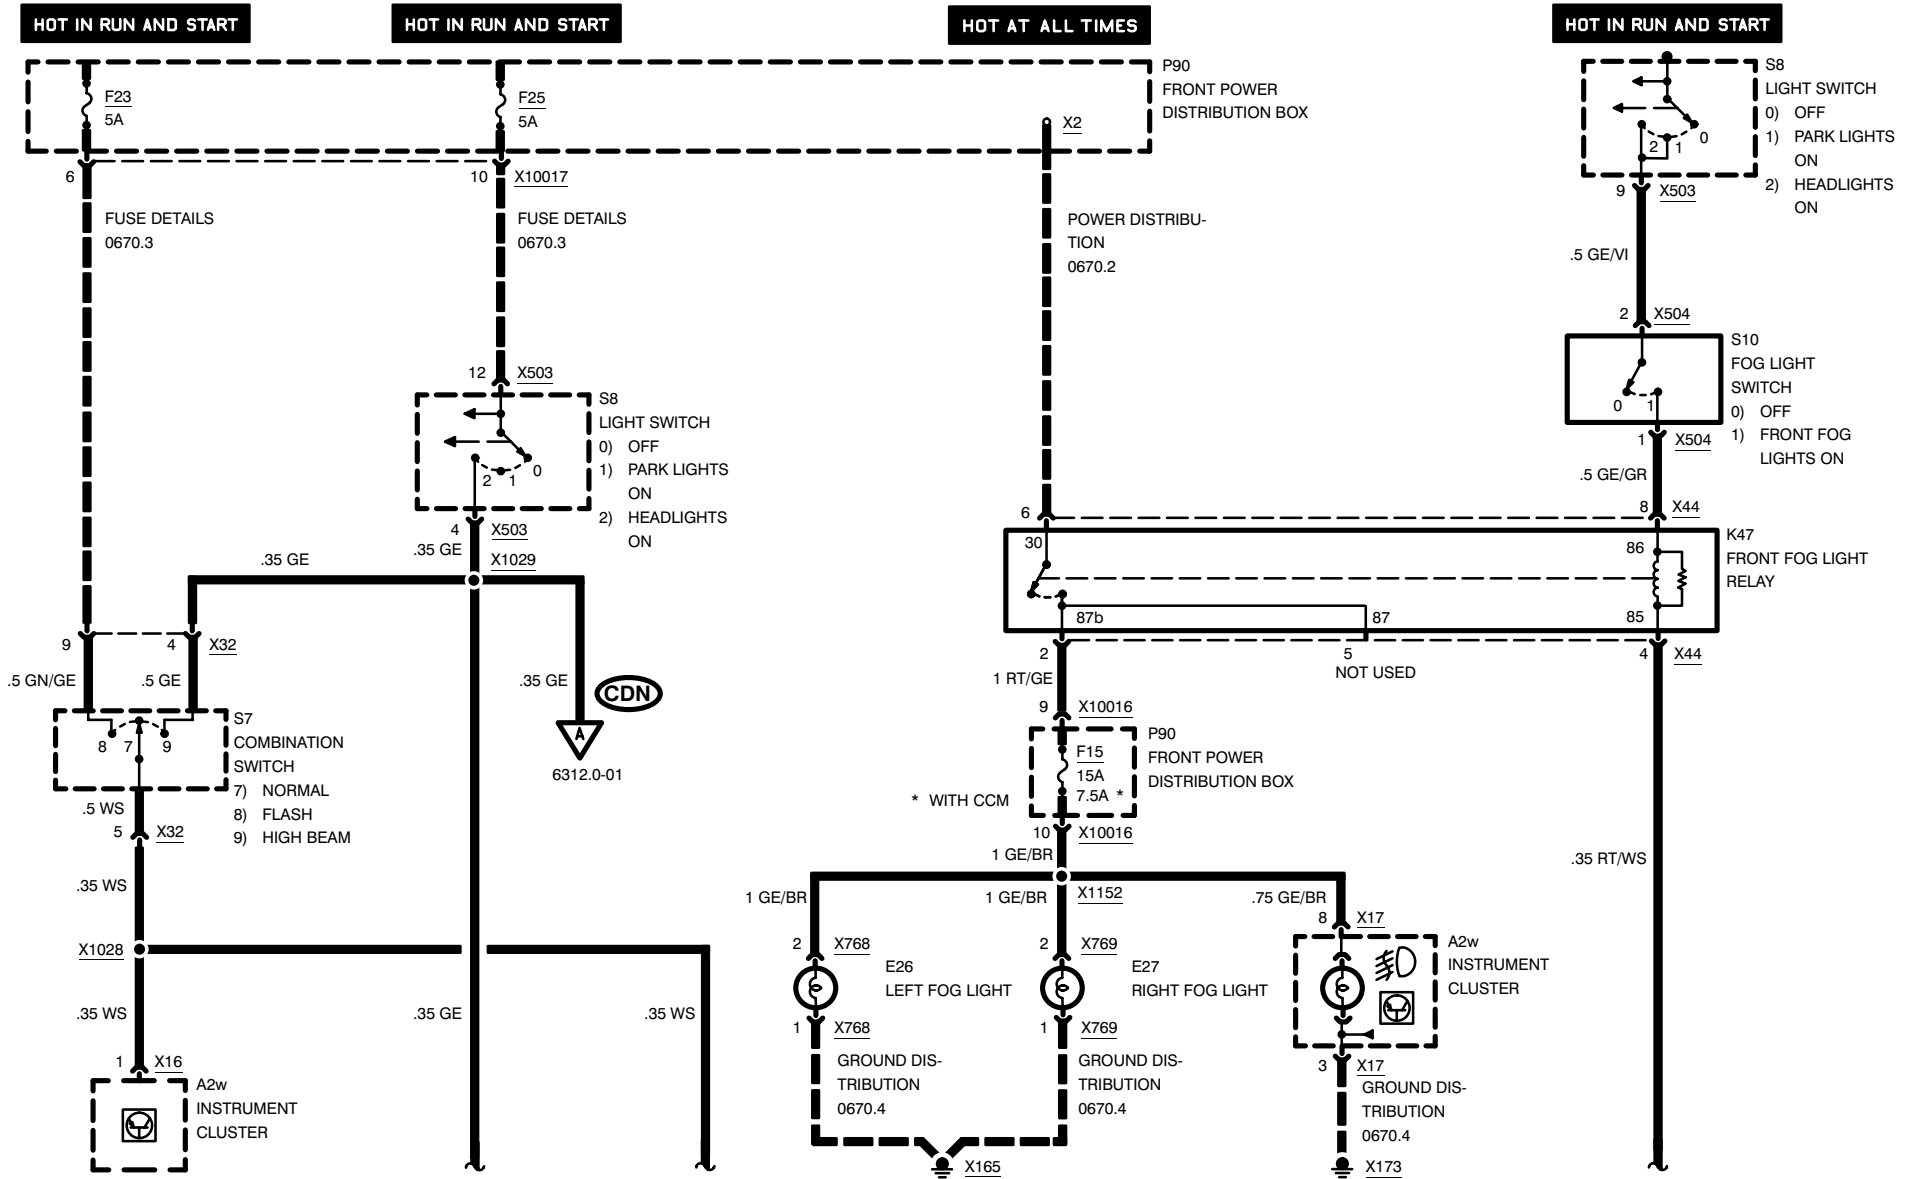 HOT IN RUN AND START
HOT IN RUN AND START
HOT AT ALL TIMES
HOT IN RUN AND START
F23
5A
F25
5A
X2
P90
FRONT POWER
DISTRIBUTION BOX
S8
LIGHT SWITCH
0) OFF
1) PARK LIGHTS
ON
2) HEADLIGHTS
ON
0
2
1
6
10
X10017
9
X503
FUSE DETAILS
0670.3
FUSE DETAILS
0670.3
POWER DISTRIBU-
TION
0670.2
.5 GE/VI
2
X504
S10
FOG LIGHT
SWITCH
0) OFF
1) FRONT FOG
LIGHTS ON
0
1
1
X504
.5 GE/GR
12
X503
S8
LIGHT SWITCH
0) OFF
1) PARK LIGHTS
ON
2) HEADLIGHTS
ON
2
1
0
4
X503
.35 GE
X1029
.35 GE
6
8
X44
30
86
K47
FRONT FOG LIGHT
RELAY
87b
87
85
2
5
NOT USED
4
X44
9
4
X32
.5 GN/GE
.5 GE
.35 GE
CDN
A
6312.0-01
8
7
9
S7
COMBINATION
SWITCH
7) NORMAL
8) FLASH
9) HIGH BEAM
.5 WS
5
X32
.35 WS
1 RT/GE
9
X10016
F15
15A
7.5A *
P90
FRONT POWER
DISTRIBUTION BOX
* WITH CCM
10
X10016
1 GE/BR
.35 RT/WS
1 GE/BR
1 GE/BR
X1152
.75 GE/BR
8
X17
X1028
2
X768
2
X769
A2w
INSTRUMENT
CLUSTER
E26
LEFT FOG LIGHT
E27
RIGHT FOG LIGHT
.35 WS
.35 GE
.35 WS
1
X768
1
X769
1
X16
3
X17
GROUND DIS-
TRIBUTION
0670.4
GROUND DIS-
TRIBUTION
0670.4
GROUND DIS-
TRIBUTION
0670.4
A2w
INSTRUMENT
CLUSTER
X165
X173